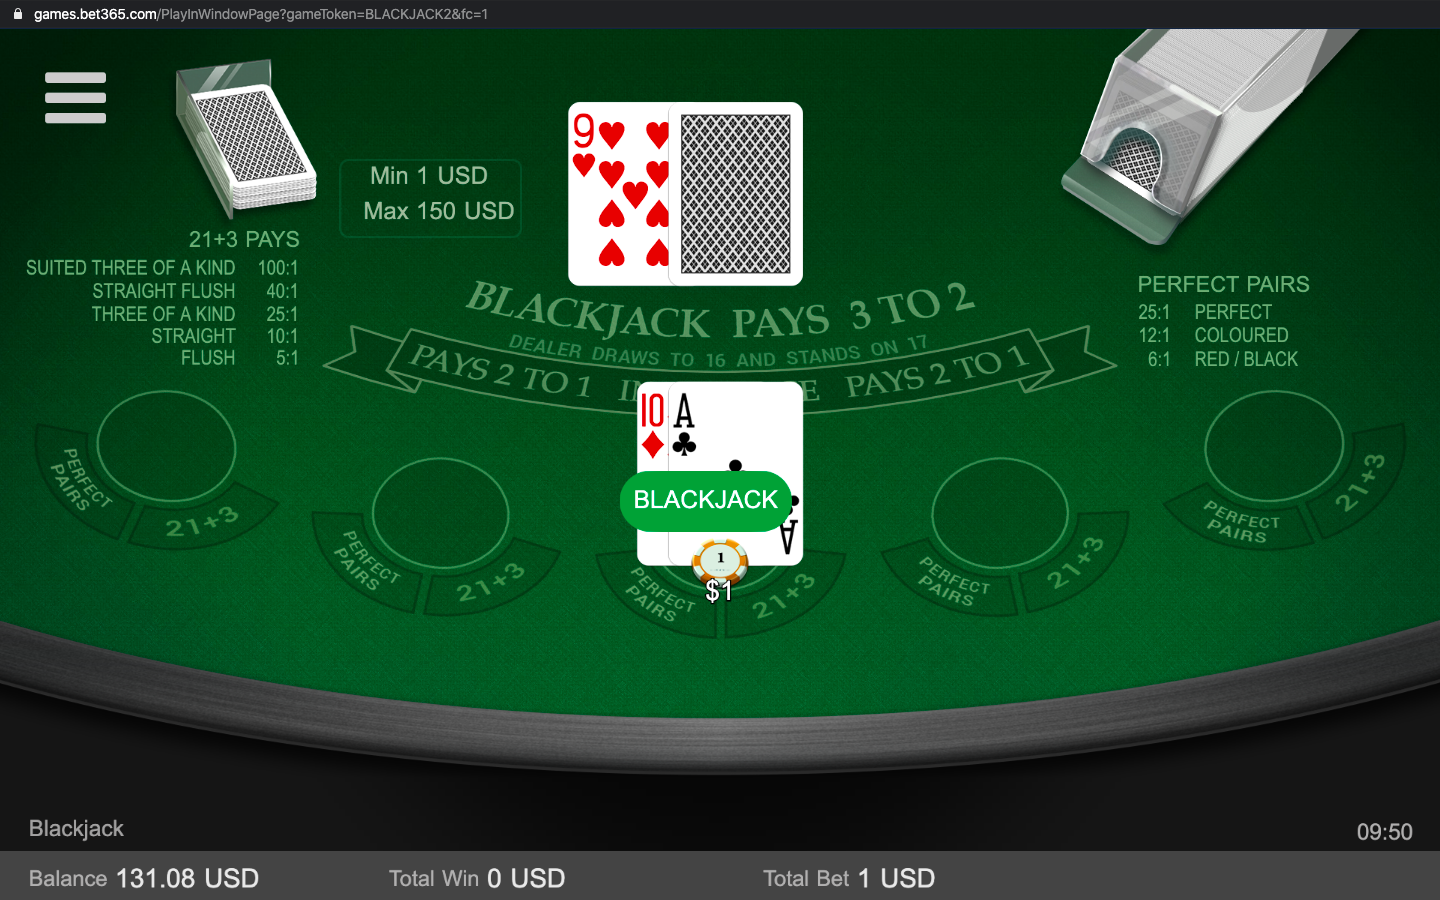 games.bet365.com/PlayInWindowPage?gameToken=BLACKJACK2&fc=1
9
Min 1 USD
Max 150 USD
21+3 PAYS
SUITED THREE OF A KIND 100:1
STRAIGHT FLUSH 40:1
THREE OF A KIND 25:1
STRAIGHT 10:1
FLUSH 5:1
PERFECT PAIRS
25:1 PERFECT
12:1 COLOURED
6:1 RED / BLACK
BLACKJACK PAYS 3 TO 2
DEALER DRAWS TO 16 AND STANDS ON 17
PAYS 2 TO 1 IN E PAYS 2 TO 1
10 A
BLACKJACK
A
1
$1
PERFECT PAIRS
21+3
PERFECT PAIRS
21+3
PERFECT PAIRS
21+3
PERFECT PAIRS
21+3
PERFECT PAIRS
21+3
Blackjack
09:50
Balance 131.08 USD Total Win 0 USD Total Bet 1 USD